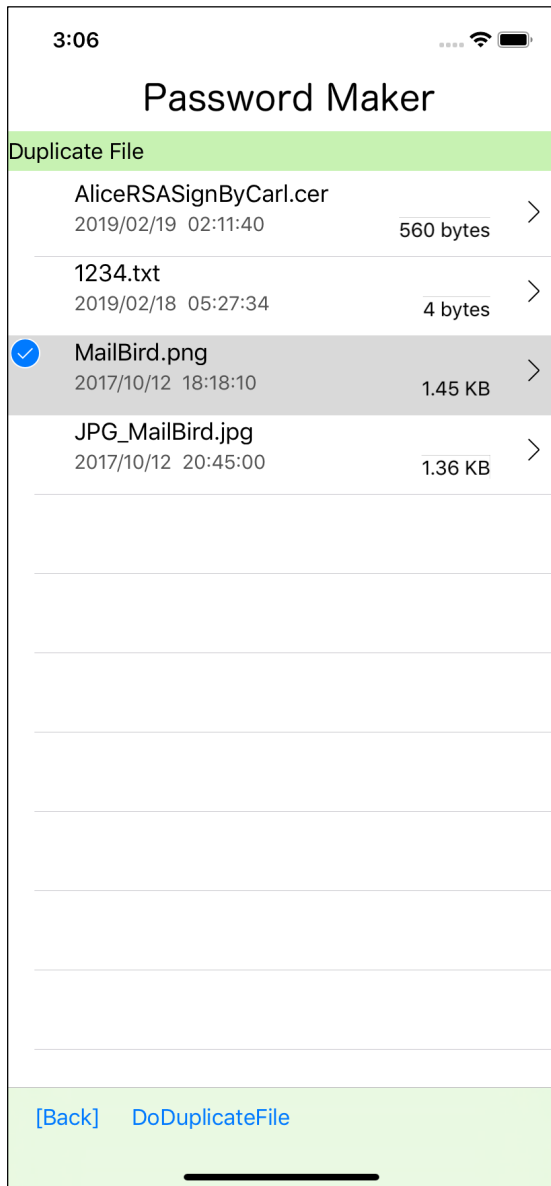 3:06
Password Maker
Duplicate File
AliceRSASignByCarl.cer
2019/02/19 02:11:40
560 bytes
1234.txt
2019/02/18 05:27:34
4 bytes
MailBird.png
2017/10/12 18:18:10
1.45 KB
JPG_MailBird.jpg
2017/10/12 20:45:00
1.36 KB
[Back] DoDuplicateFile